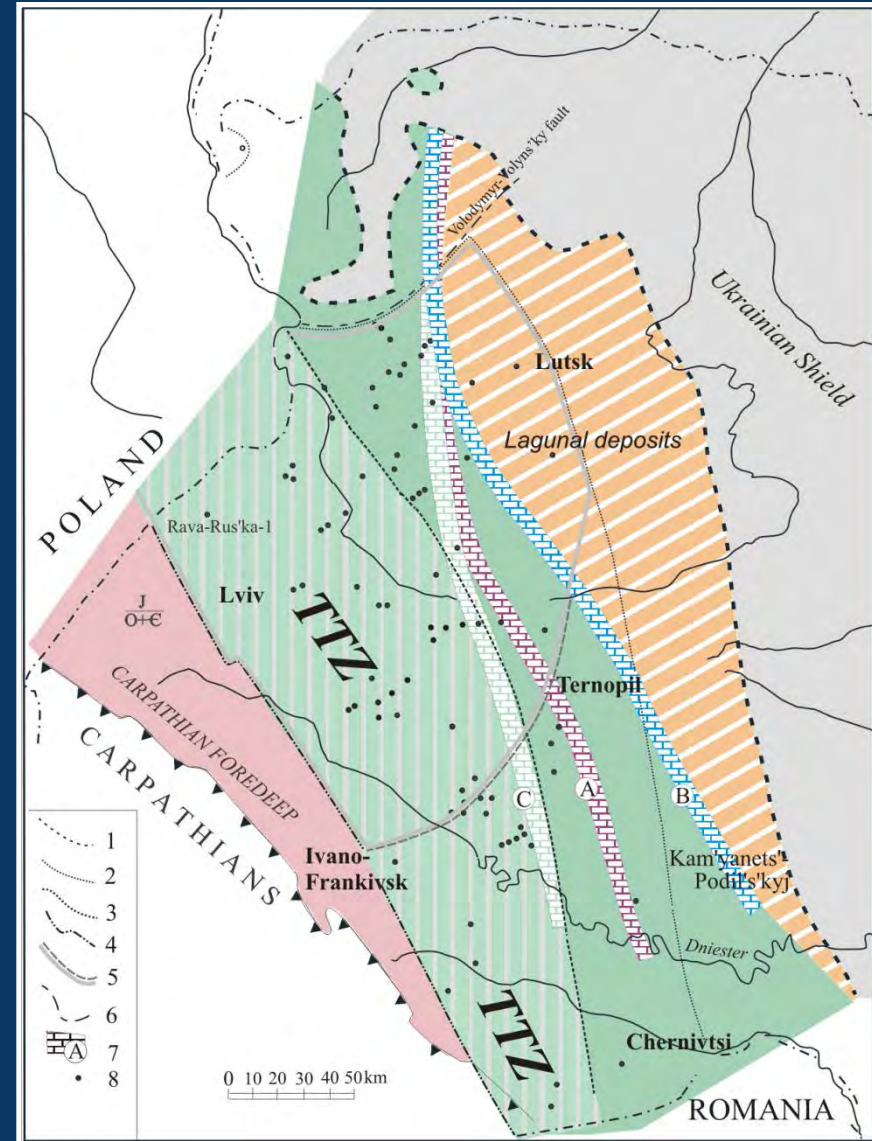 Volodymyr-Volyns'ky fault
Ukrainian Shield
Lutsk
Lagunal deposits
POLAND
Rava-Rus'ka-1
Lviv
TTZ
J
O+Є
CARPATHIAN FOREDEEP
CARPATHIANS
Ternopil
C
A
B
Kam'yanets'-
Podil's'kyj
Ivano-
Frankivsk
Dniester
TTZ
Chernivtsi
ROMANIA
1
2
3
4
5
6
A 7
8
0 10 20 30 40 50 km